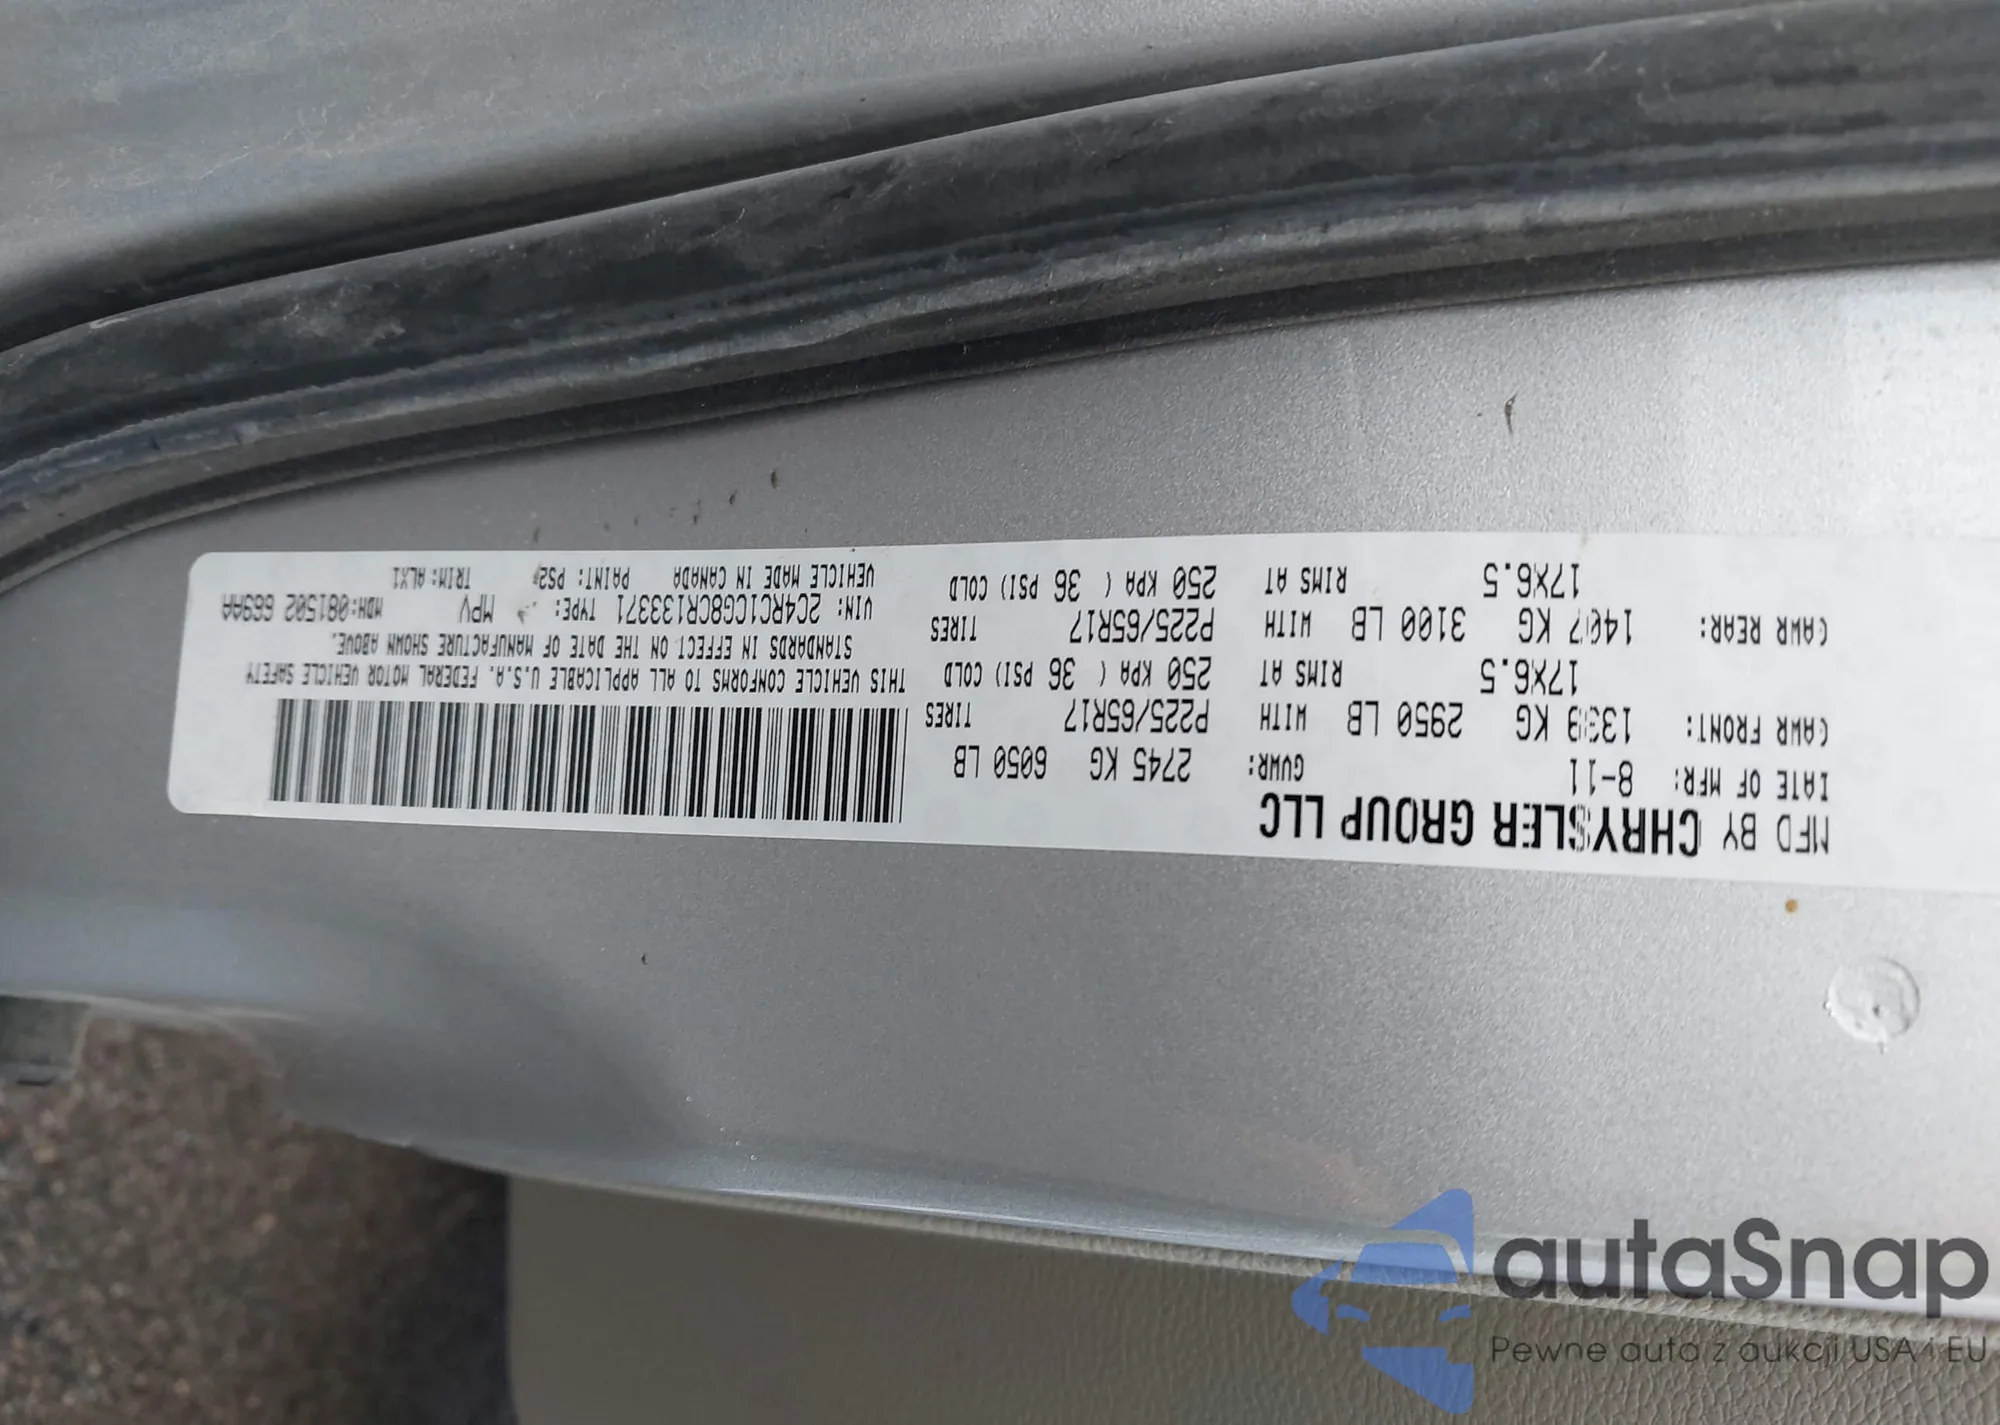 MFD BY CHRYSLER GROUP LLC
DATE OF MFR: 8-11 GVWR: 2745 KG 6050 LB
GAWR FRONT: 1339 KG 2950 LB WITH P225/65R17 TIRES
17X6.5 RIMS AT 250 KPA ( 36 PSI) COLD
GAWR REAR: 1407 KG 3100 LB WITH P225/65R17 TIRES
17X6.5 RIMS AT 250 KPA ( 36 PSI) COLD
THIS VEHICLE CONFORMS TO ALL APPLICABLE U.S.A. FEDERAL MOTOR VEHICLE SAFETY
STANDARDS IN EFFECT ON THE DATE OF MANUFACTURE SHOWN ABOVE.
VIN: 2C4RC1CG8CR133371 TYPE: MPV MDH:081502 669AA
VEHICLE MADE IN CANADA PAINT: PS2 TRIM:ALX1
autaSnap
Pewne auta z aukcji USA i EU